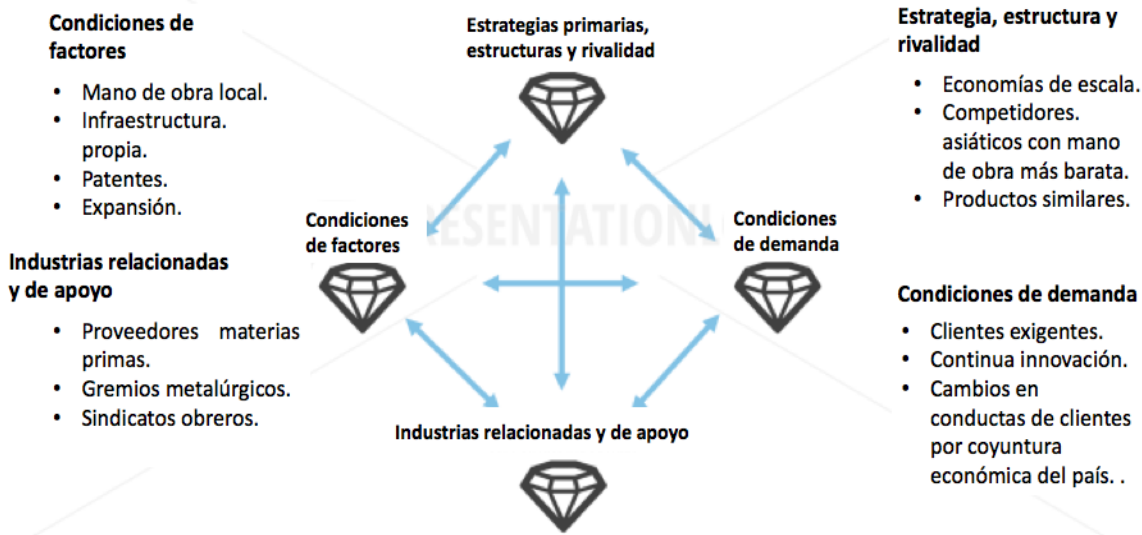 Condiciones de
factores
• Mano de obra local.
• Infraestructura.
propia.
• Patentes.
• Expansión.
Industrias relacionadas
y de apoyo
• Proveedores materias
primas.
• Gremios metalúrgicos.
• Sindicatos obreros.
Estrategias primarias,
estructuras y rivalidad
Condiciones
de factores
RESENTATION
Condiciones
de demanda
Industrias relacionadas y de apoyo
Estrategia, estructura y
rivalidad
• Economías de escala.
• Competidores.
asiáticos con mano
de obra más barata.
• Productos similares.
Condiciones de demanda
• Clientes exigentes.
• Continua innovación.
• Cambios en
conductas de clientes
por coyuntura
económica del país. .